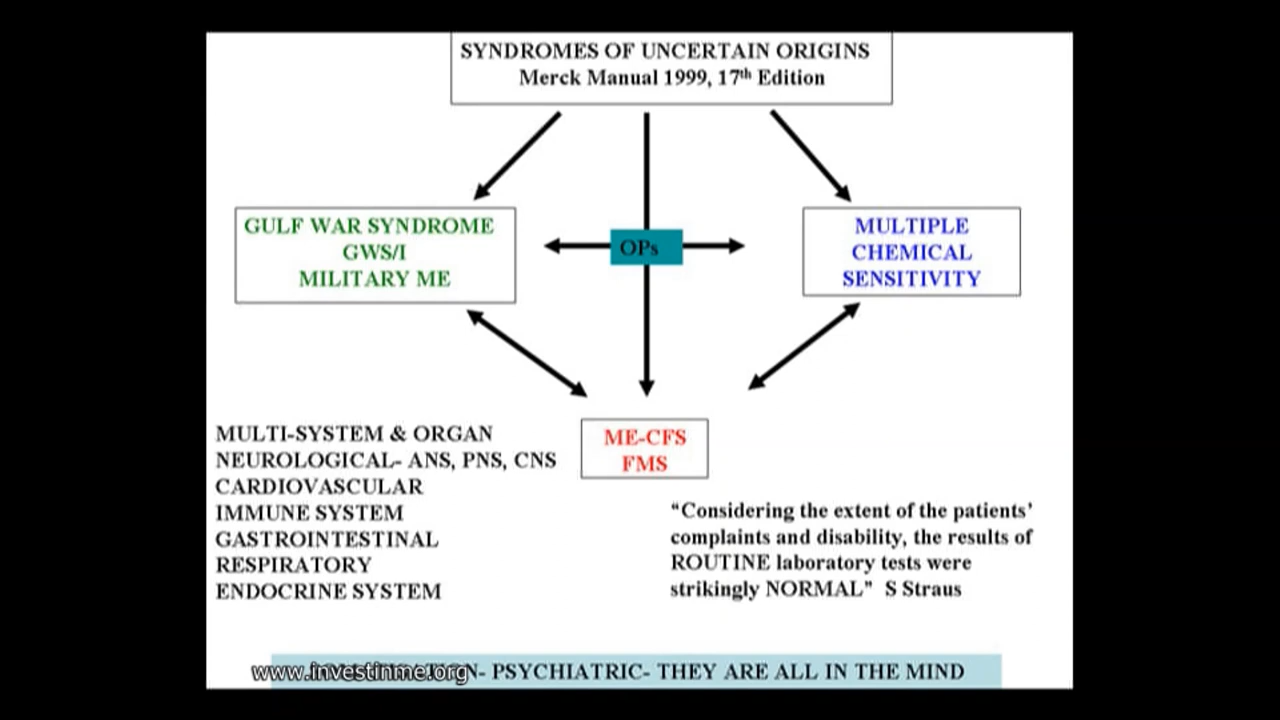 SYNDROMES OF UNCERTAIN ORIGINS
Merck Manual 1999, 17th Edition
GULF WAR SYNDROME
GWS/I
MILITARY ME
OPs
MULTIPLE
CHEMICAL
SENSITIVITY
ME-CFS
FMS
MULTI-SYSTEM & ORGAN
NEUROLOGICAL- ANS, PNS, CNS
CARDIOVASCULAR
IMMUNE SYSTEM
GASTROINTESTINAL
RESPIRATORY
ENDOCRINE SYSTEM
“Considering the extent of the patients’
complaints and disability, the results of
ROUTINE laboratory tests were
strikingly NORMAL” S Straus
www.investinme.org
PSYCHIATRIC- THEY ARE ALL IN THE MIND